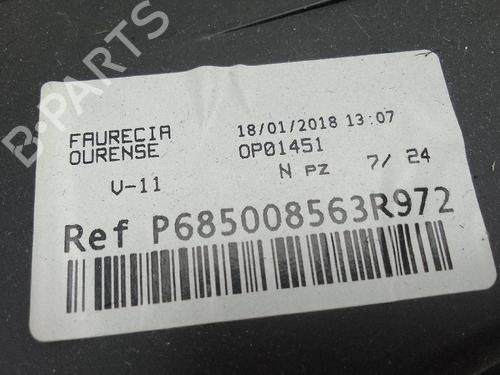 B-PARTS
FAURECIA
OURENSE
18/01/2018 13:07
OP01451
V-11
N pz 7/ 24
Ref P685008563R972